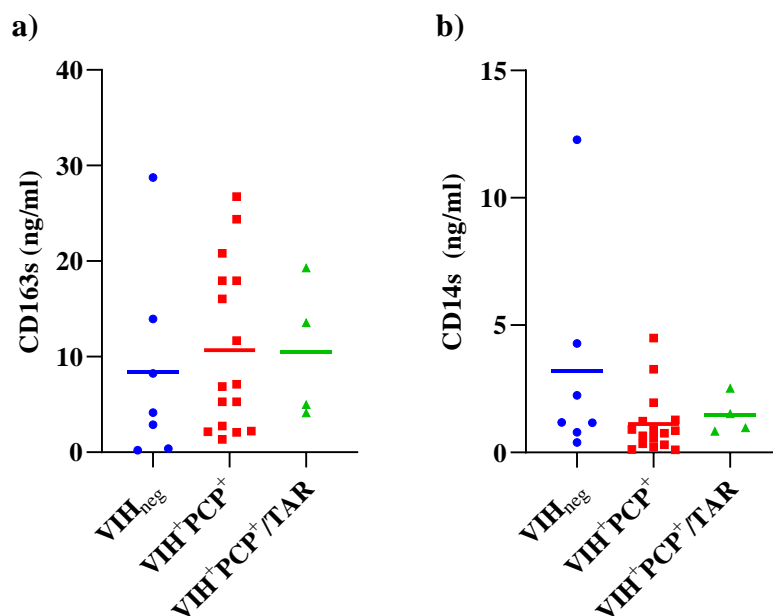 a)
40
30
20
10
0
CD163s (ng/ml)
VIHneg
VIH+PCP+
VIH+PCP+/TAR
b)
15
10
5
0
CD14s (ng/ml)
VIHneg
VIH+PCP+
VIH+PCP+/TAR